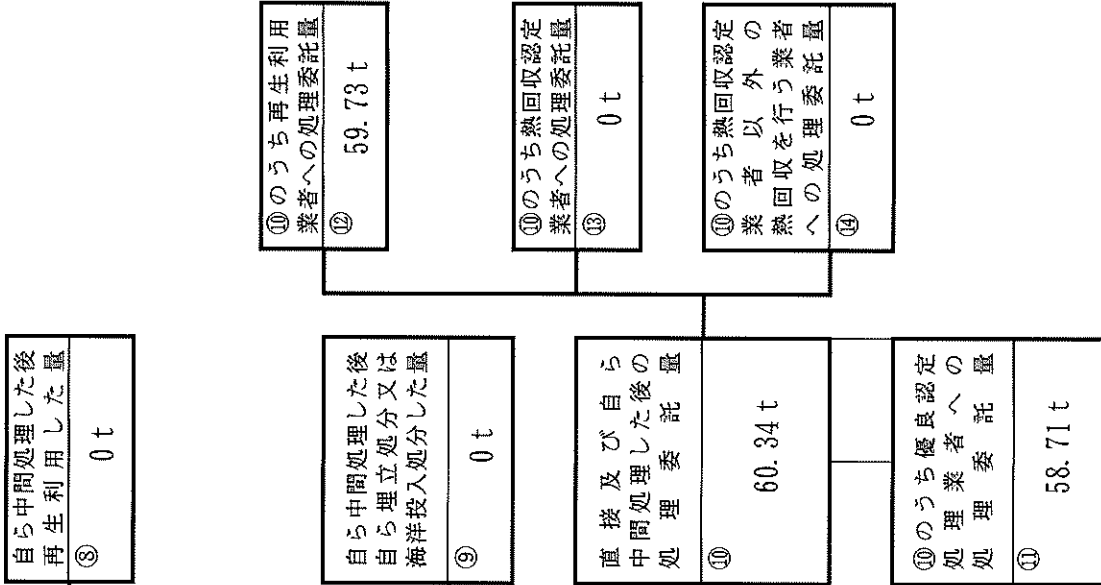 自ら中間処理した後
再生利用した量
⑧
0 t
自ら中間処理した後
自ら埋立処分又は
海洋投入処分した量
⑨
0 t
直接及び自ら
中間処理した後の
処理委託量
⑩
60.34 t
⑩のうち優良認定
処理業者への
処理委託量
⑪
58.71 t
⑩のうち再生利用
業者への処理委託量
⑫
59.73 t
⑩のうち熱回収認定
業者への処理委託量
⑬
0 t
⑩のうち熱回収認定
業者以外の
熱回収を行う業者
への処理委託量
⑭
0 t